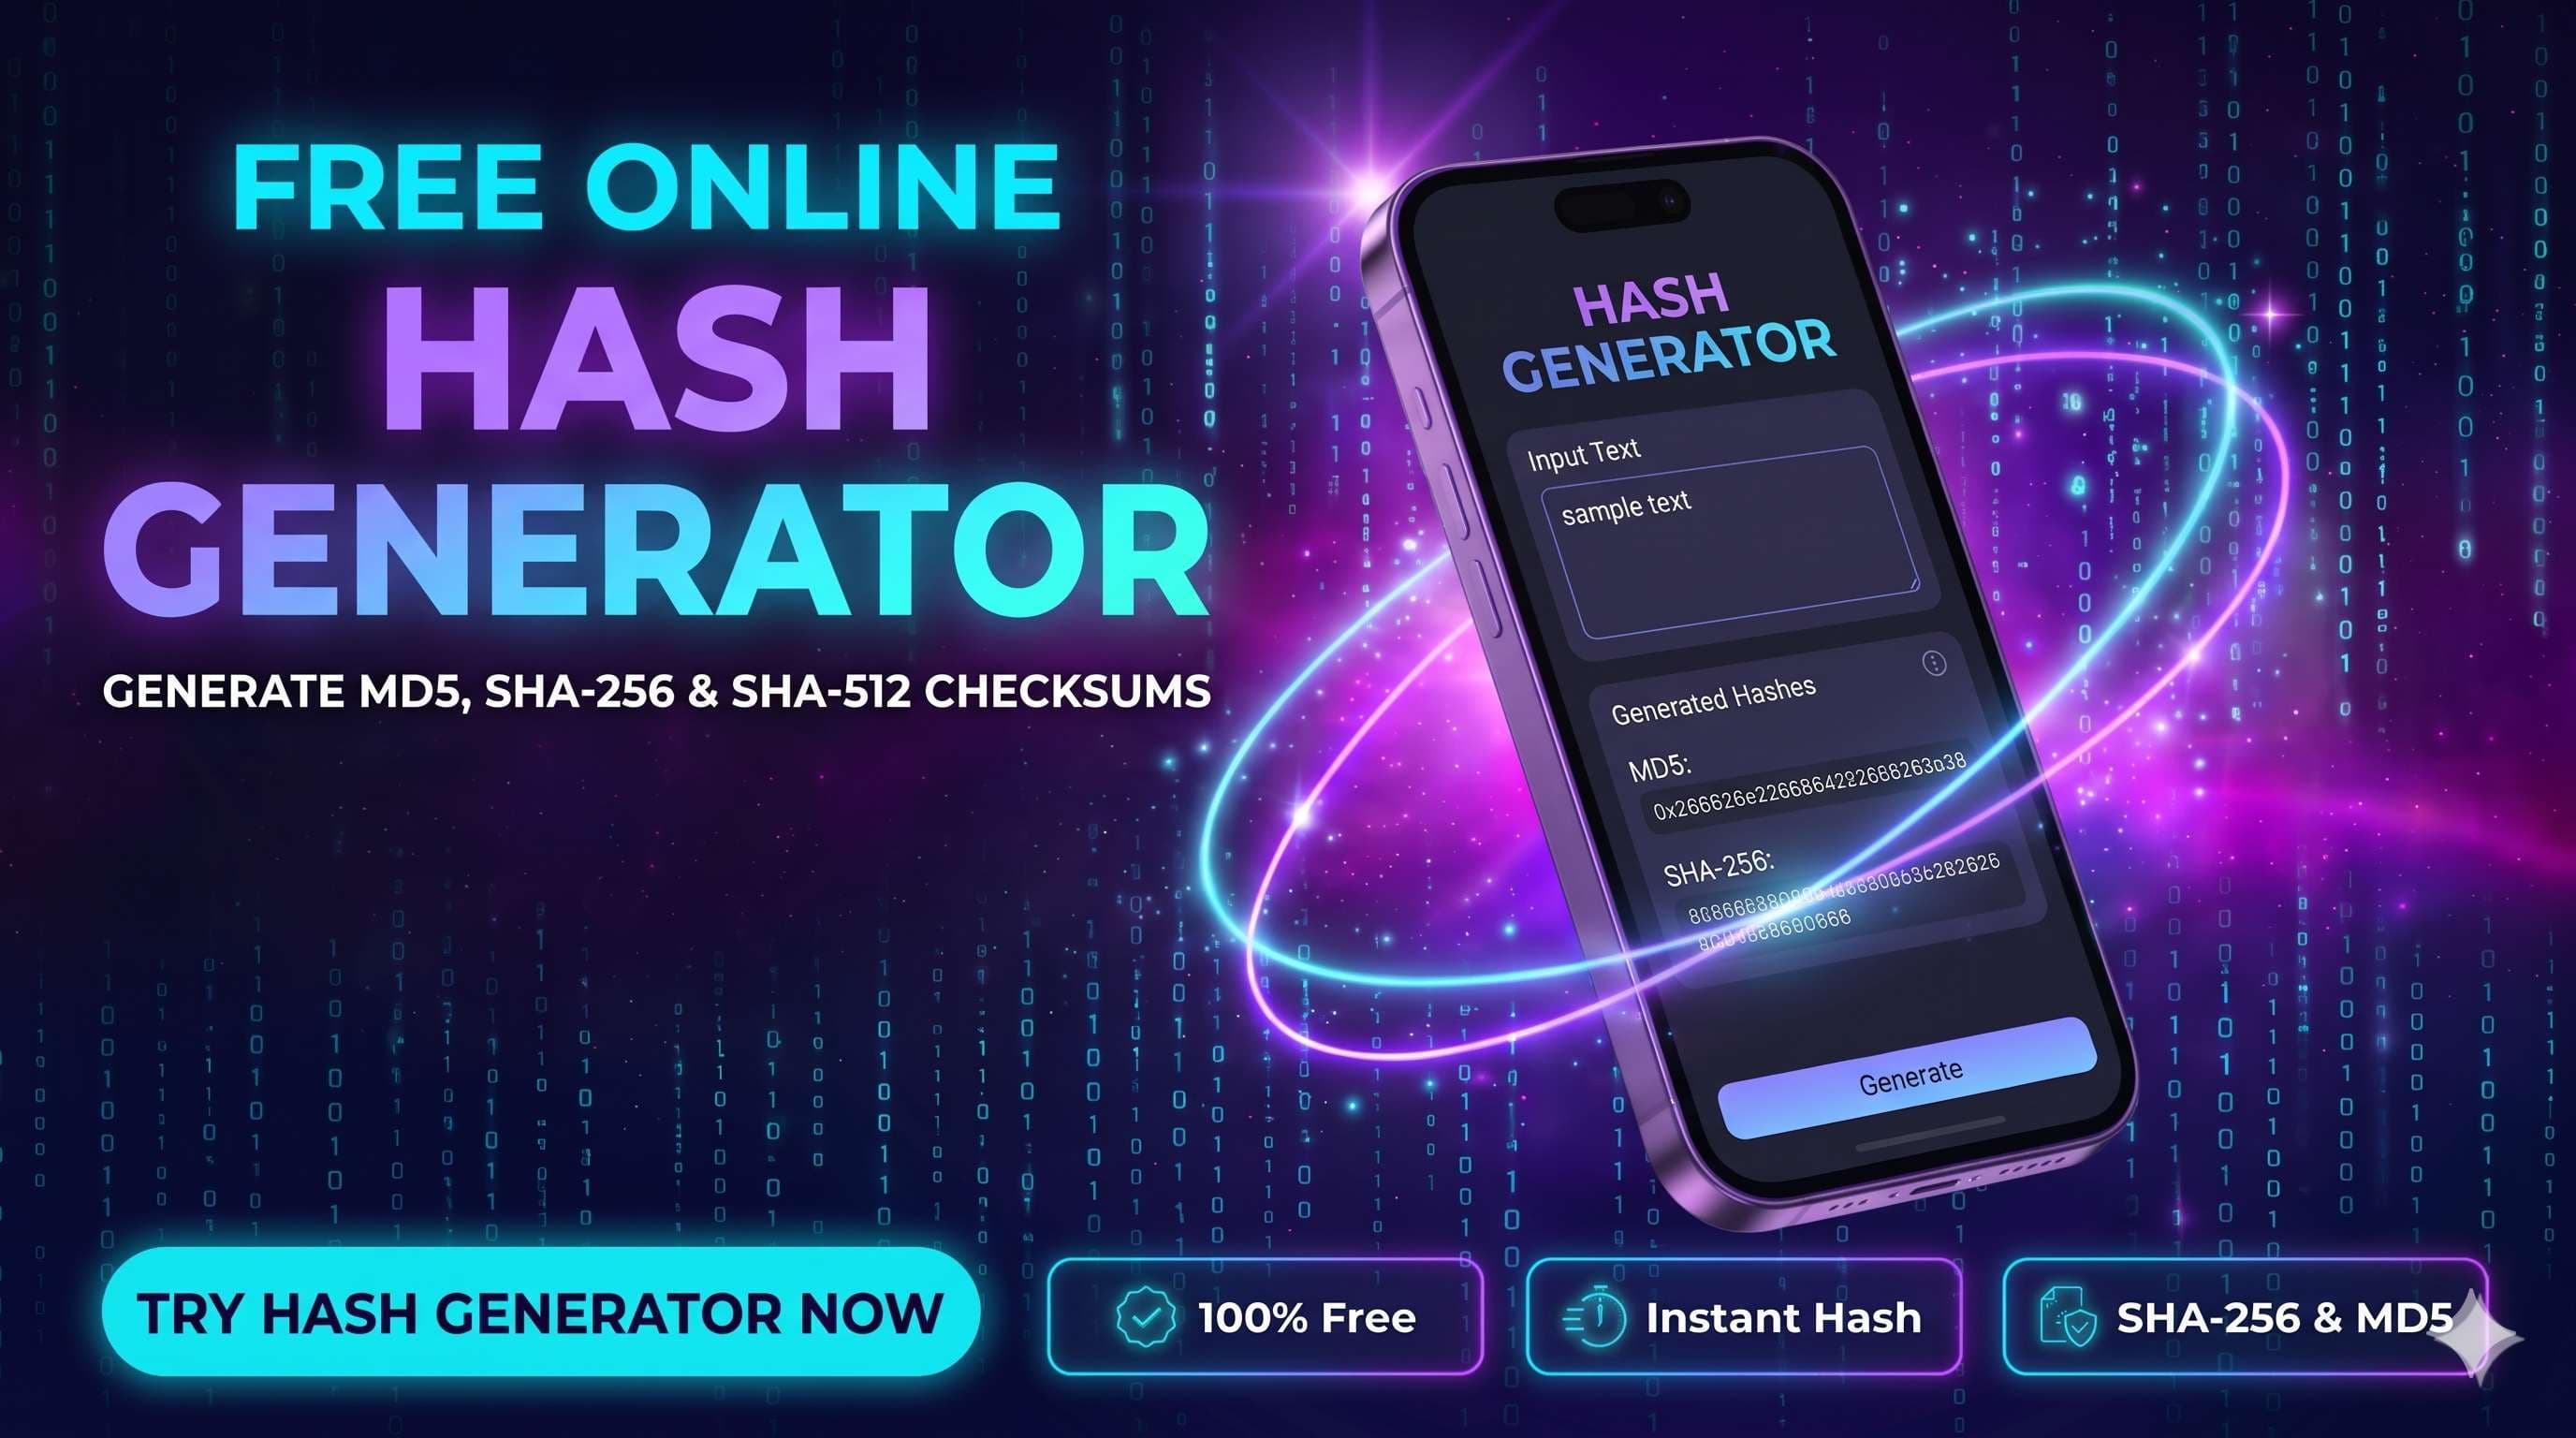 FREE ONLINE
HASH
GENERATOR
GENERATE MD5, SHA-256 & SHA-512 CHECKSUMS
HASH
GENERATOR
Input Text
sample text
Generated Hashes
MD5:
SHA-256:
Generate
TRY HASH GENERATOR NOW
100% Free
Instant Hash
SHA-256 & MD5